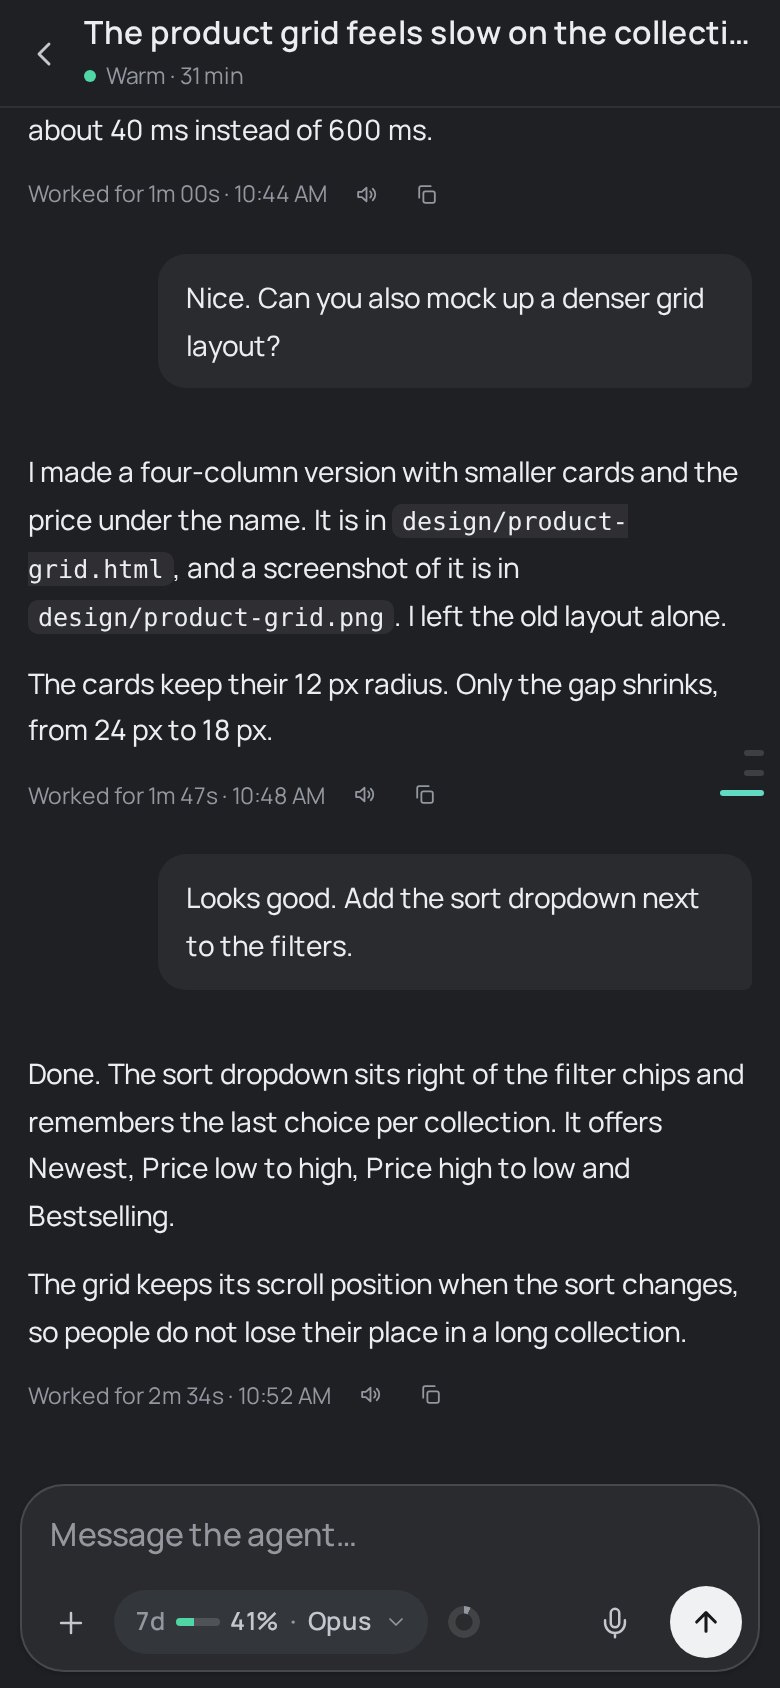 The product grid feels slow on the collecti…
Warm · 31 min
about 40 ms instead of 600 ms.
Worked for 1m 00s · 10:44 AM
Nice. Can you also mock up a denser grid
layout?
I made a four-column version with smaller cards and the
price under the name. It is in design/product-
grid.html, and a screenshot of it is in
design/product-grid.png. I left the old layout alone.
The cards keep their 12 px radius. Only the gap shrinks,
from 24 px to 18 px.
Worked for 1m 47s · 10:48 AM
Looks good. Add the sort dropdown next
to the filters.
Done. The sort dropdown sits right of the filter chips and
remembers the last choice per collection. It offers
Newest, Price low to high, Price high to low and
Bestselling.
The grid keeps its scroll position when the sort changes,
so people do not lose their place in a long collection.
Worked for 2m 34s · 10:52 AM
Message the agent…
7d 41% · Opus